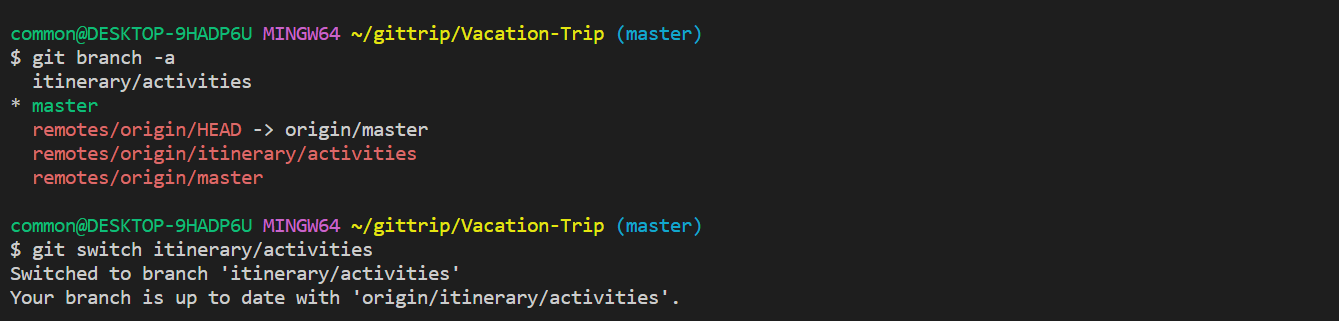 common@DESKTOP-9HADP6U MINGW64 ~/gittrip/Vacation-Trip (master)
$ git branch -a
  itinerary/activities
* master
  remotes/origin/HEAD -> origin/master
  remotes/origin/itinerary/activities
  remotes/origin/master

common@DESKTOP-9HADP6U MINGW64 ~/gittrip/Vacation-Trip (master)
$ git switch itinerary/activities
Switched to branch 'itinerary/activities'
Your branch is up to date with 'origin/itinerary/activities'.